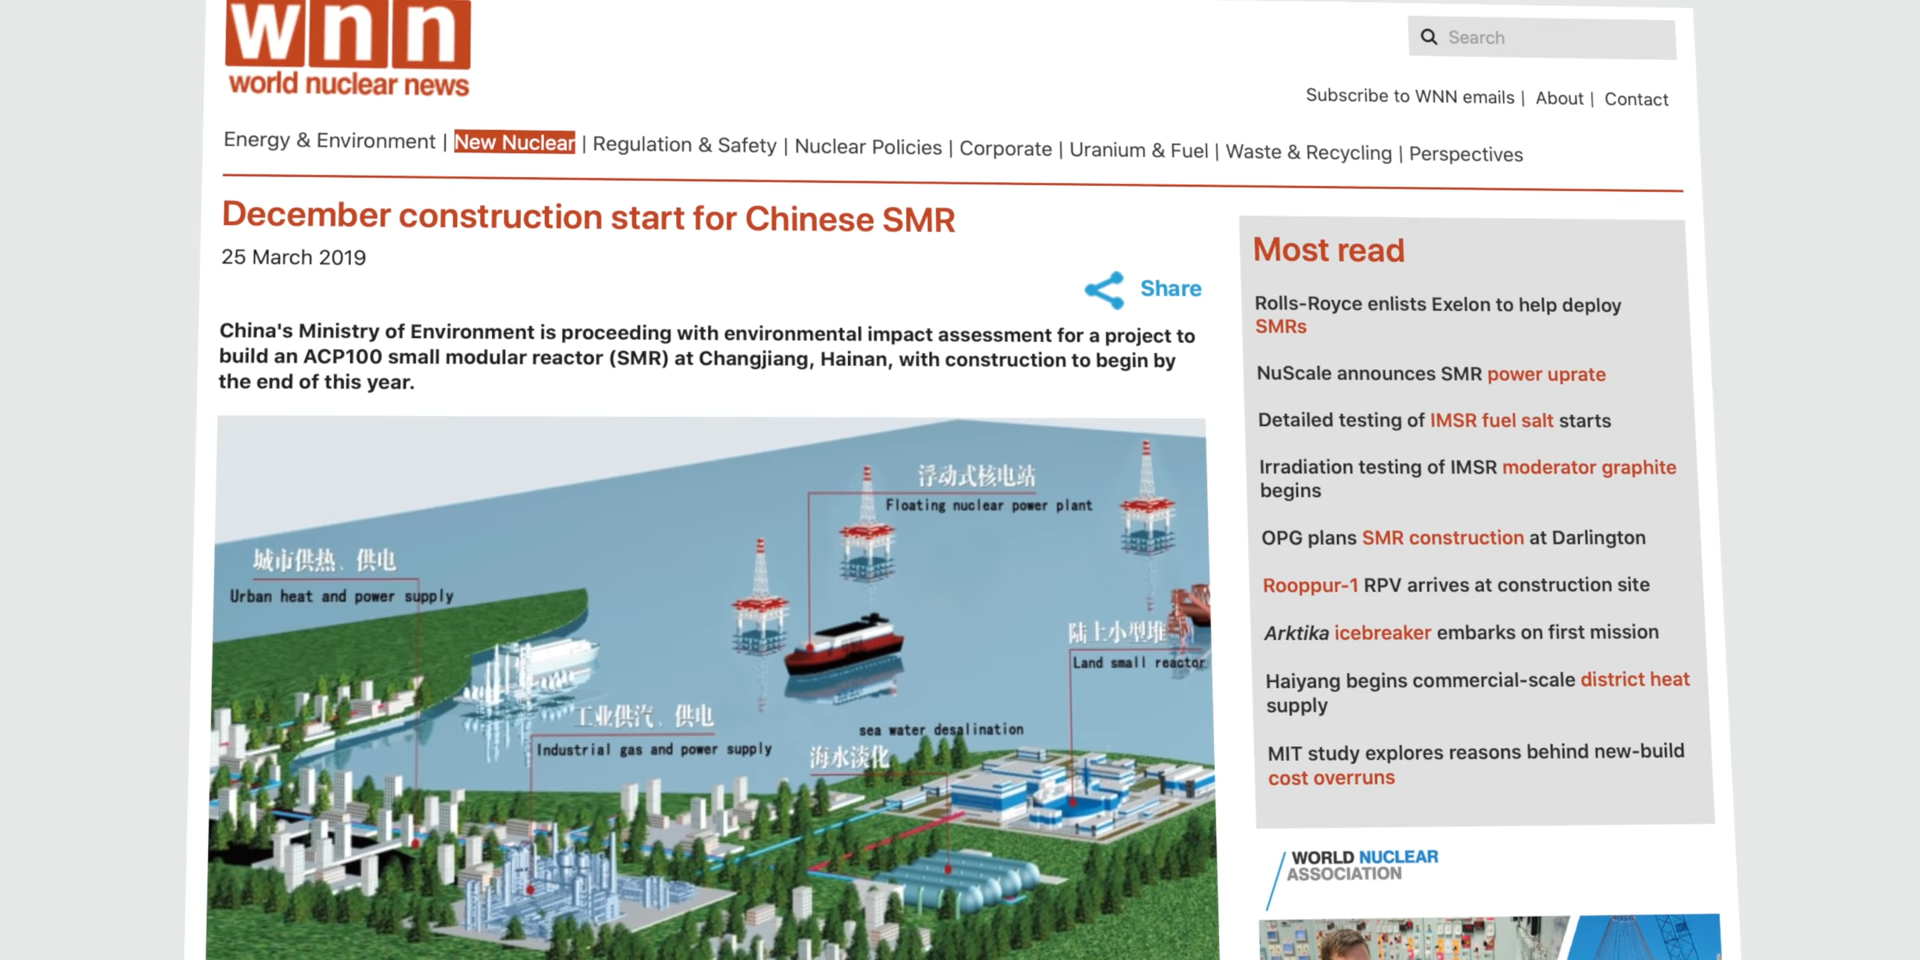 wnn
world nuclear news
Search
Subscribe to WNN emails | About | Contact
Energy & Environment | New Nuclear | Regulation & Safety | Nuclear Policies | Corporate | Uranium & Fuel | Waste & Recycling | Perspectives
December construction start for Chinese SMR
25 March 2019
Share
China's Ministry of Environment is proceeding with environmental impact assessment for a project to
build an ACP100 small modular reactor (SMR) at Changjiang, Hainan, with construction to begin by
the end of this year.
浮动式核电站
Floating nuclear power plant
城市供热、供电
Urban heat and power supply
陆上小型堆
Land small reactor
工业供汽、供电
Industrial gas and power supply
sea water desalination
海水淡化
Most read
Rolls-Royce enlists Exelon to help deploy
SMRs
NuScale announces SMR power uprate
Detailed testing of IMSR fuel salt starts
Irradiation testing of IMSR moderator graphite
begins
OPG plans SMR construction at Darlington
Rooppur-1 RPV arrives at construction site
Arktika icebreaker embarks on first mission
Haiyang begins commercial-scale district heat
supply
MIT study explores reasons behind new-build
cost overruns
WORLD NUCLEAR
ASSOCIATION